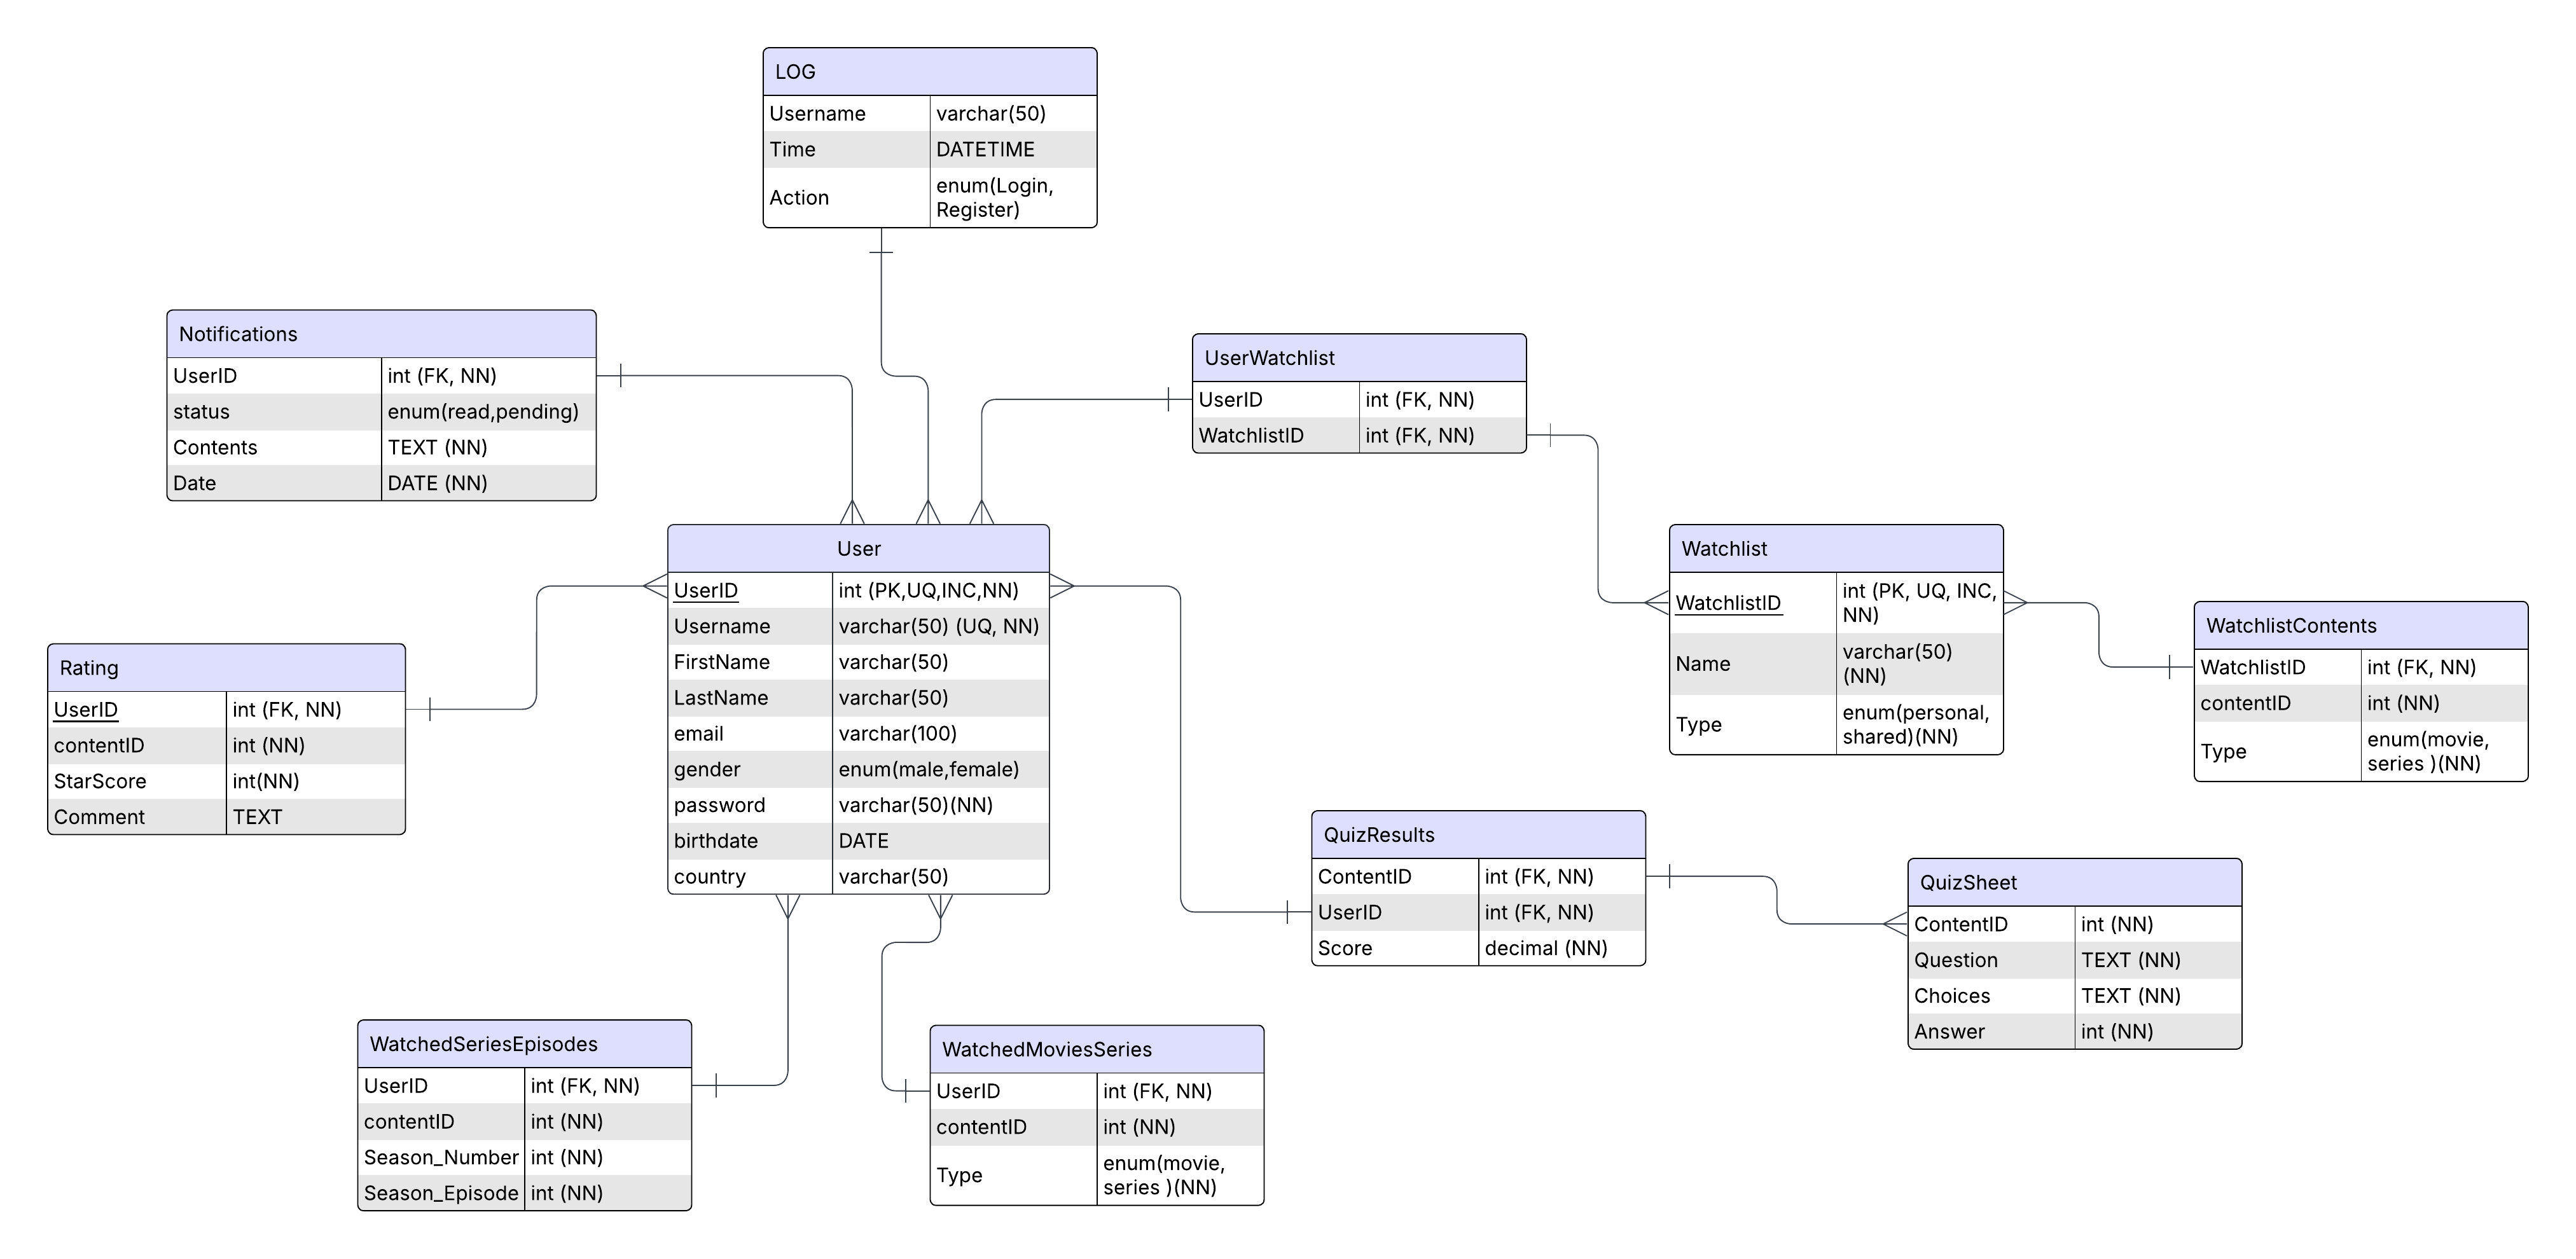 LOG
Username varchar(50)
Time DATETIME
Action enum(Login,
Register)
Notifications
UserID int (FK, NN)
status enum(read,pending)
Contents TEXT (NN)
Date DATE (NN)
UserWatchlist
UserID int (FK, NN)
WatchlistID int (FK, NN)
User
UserID int (PK,UQ,INC,NN)
Username varchar(50) (UQ, NN)
FirstName varchar(50)
LastName varchar(50)
email varchar(100)
gender enum(male,female)
password varchar(50)(NN)
birthdate DATE
country varchar(50)
Watchlist
WatchlistID int (PK, UQ, INC,
NN)
Name varchar(50)
(NN)
Type enum(personal,
shared)(NN)
WatchlistContents
WatchlistID int (FK, NN)
contentID int (NN)
Type enum(movie,
series )(NN)
Rating
UserID int (FK, NN)
contentID int (NN)
StarScore int(NN)
Comment TEXT
QuizResults
ContentID int (FK, NN)
UserID int (FK, NN)
Score decimal (NN)
QuizSheet
ContentID int (NN)
Question TEXT (NN)
Choices TEXT (NN)
Answer int (NN)
WatchedSeriesEpisodes
UserID int (FK, NN)
contentID int (NN)
Season_Number int (NN)
Season_Episode int (NN)
WatchedMoviesSeries
UserID int (FK, NN)
contentID int (NN)
Type enum(movie,
series )(NN)